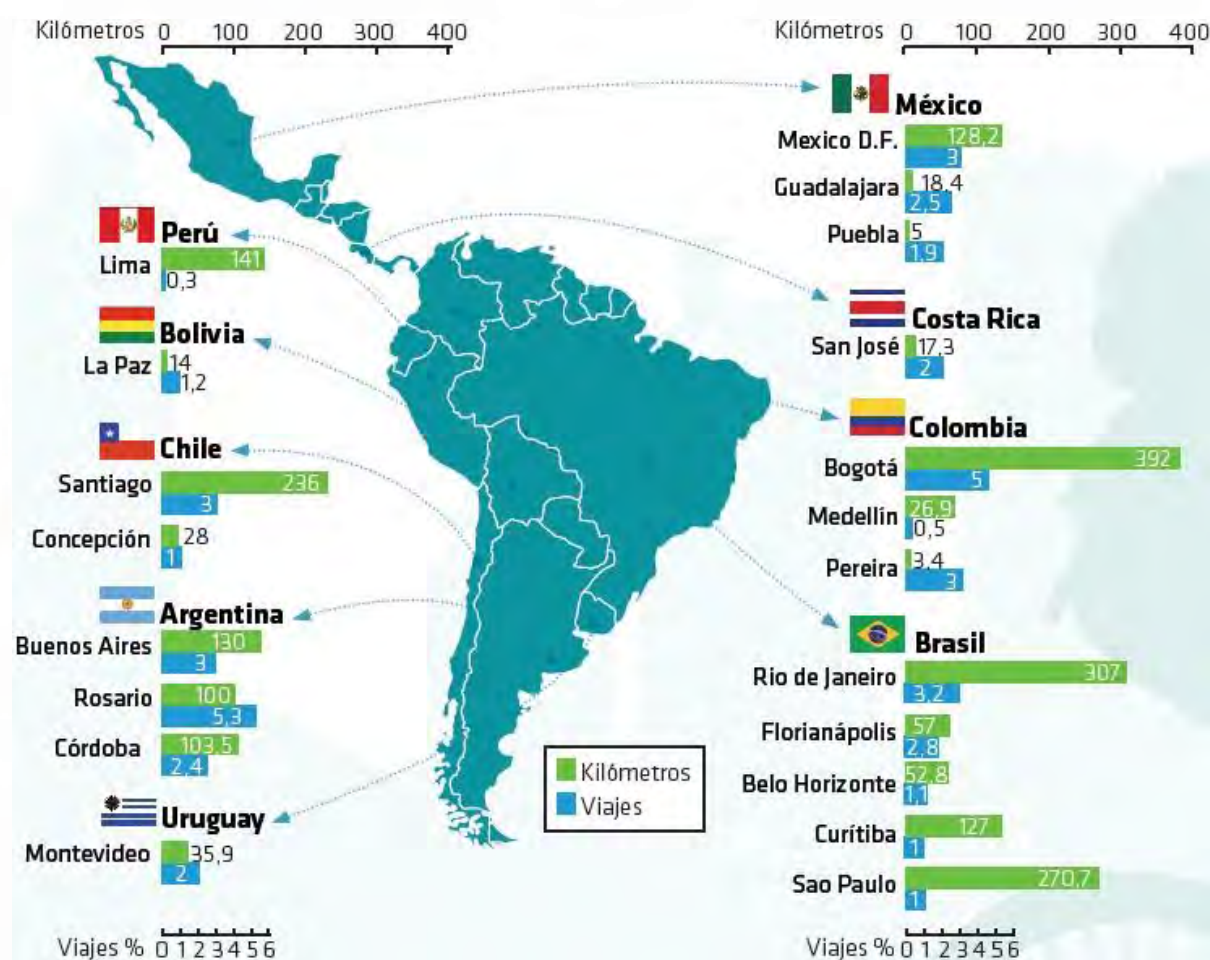 Kilómetros 0 100 200 300 400
Perú
Lima 141
0,3
Bolivia
La Paz 14
1,2
Chile
Santiago 236
3
Concepción 28
1
Argentina
Buenos Aires 130
3
Rosario 100
5,3
Córdoba 103,5
2,4
Uruguay
Montevideo 35,9
2
Viajes % 0 1 2 3 4 5 6
Kilómetros
Viajes
Kilómetros 0 100 200 300 400
México
Mexico D.F. 128,2
3
Guadalajara 18,4
2,5
Puebla 5
1,9
Costa Rica
San José 17,3
2
Colombia
Bogotá 392
5
Medellín 26,9
0,5
Pereira 3,4
3
Brasil
Rio de Janeiro 307
3,2
Florianápolis 57
2,8
Belo Horizonte 52,8
1,1
Curítiba 127
1
Sao Paulo 270,7
1
Viajes % 0 1 2 3 4 5 6